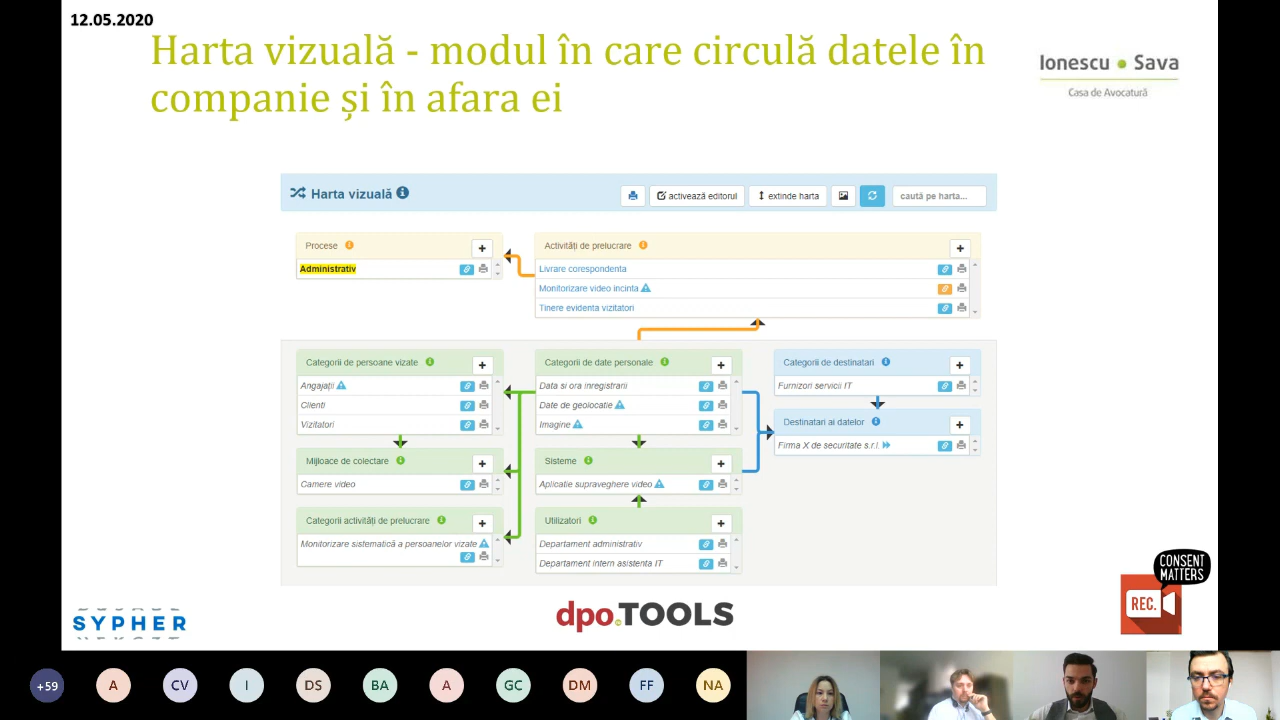 12.05.2020
Harta vizuală - modul în care circulă datele în
companie și în afara ei
Ionescu • Sava
Casa de Avocatură
Harta vizuală
activează editorul
extinde harta
caută pe harta...
Procese
Administrativ
Activități de prelucrare
Livrare corespondenta
Monitorizare video incinta
Tinere evidenta vizitatori
Categorii de persoane vizate
Angajații
Clienti
Vizitatori
Mijloace de colectare
Camere video
Categorii activități de prelucrare
Monitorizare sistematică a persoanelor vizate
Categorii de date personale
Data si ora inregistrarii
Date de geolocatie
Imagine
Sisteme
Aplicatie supraveghere video
Utilizatori
Departament administrativ
Departament intern asistenta IT
Categorii de destinatari
Furnizori servicii IT
Destinatari ai datelor
Firma X de securitate s.r.l.
SYPHER
dpo.TOOLS
CONSENT
MATTERS
REC.
+59
A
CV
I
DS
BA
A
GC
DM
FF
NA